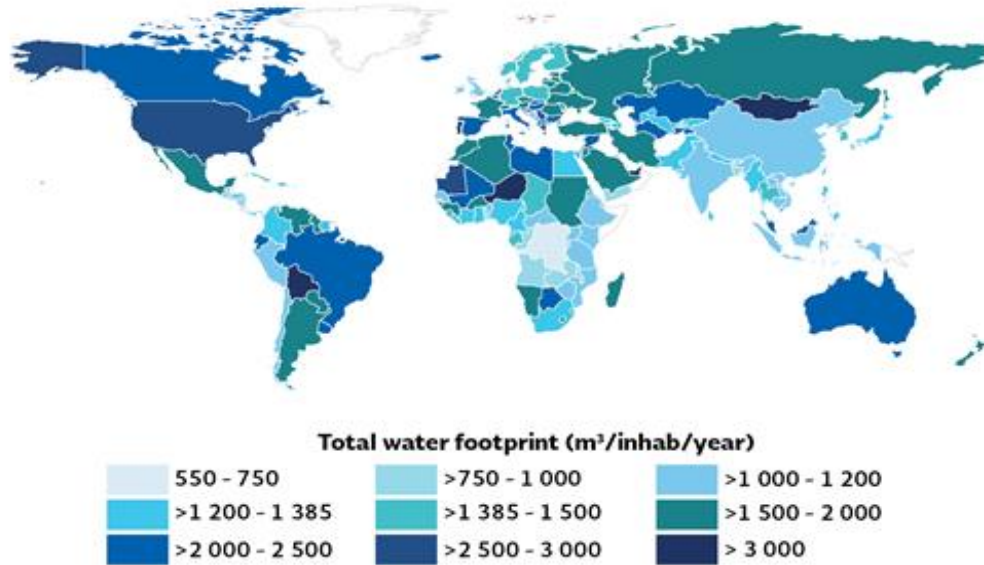 Total water footprint (m³/inhab/year)
550 - 750 >750 - 1 000 >1 000 - 1 200
>1 200 - 1 385 >1 385 - 1 500 >1 500 - 2 000
>2 000 - 2 500 >2 500 - 3 000 > 3 000